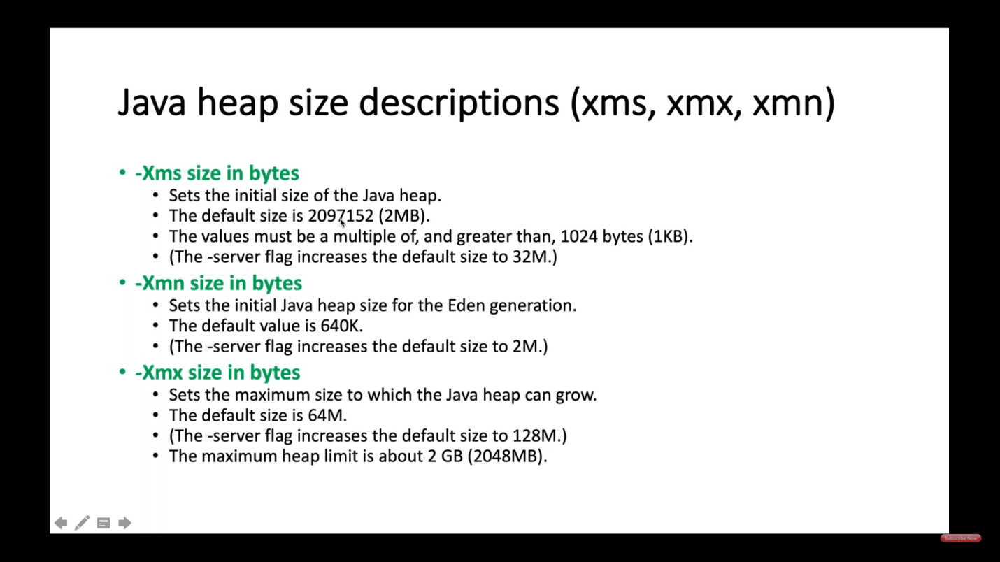 Java heap size descriptions (xms, xmx, xmn)
• -Xms size in bytes
• Sets the initial size of the Java heap.
• The default size is 2097152 (2MB).
• The values must be a multiple of, and greater than, 1024 bytes (1KB).
• (The -server flag increases the default size to 32M.)
• -Xmn size in bytes
• Sets the initial Java heap size for the Eden generation.
• The default value is 640K.
• (The -server flag increases the default size to 2M.)
• -Xmx size in bytes
• Sets the maximum size to which the Java heap can grow.
• The default size is 64M.
• (The -server flag increases the default size to 128M.)
• The maximum heap limit is about 2 GB (2048MB).
Subscribe Now